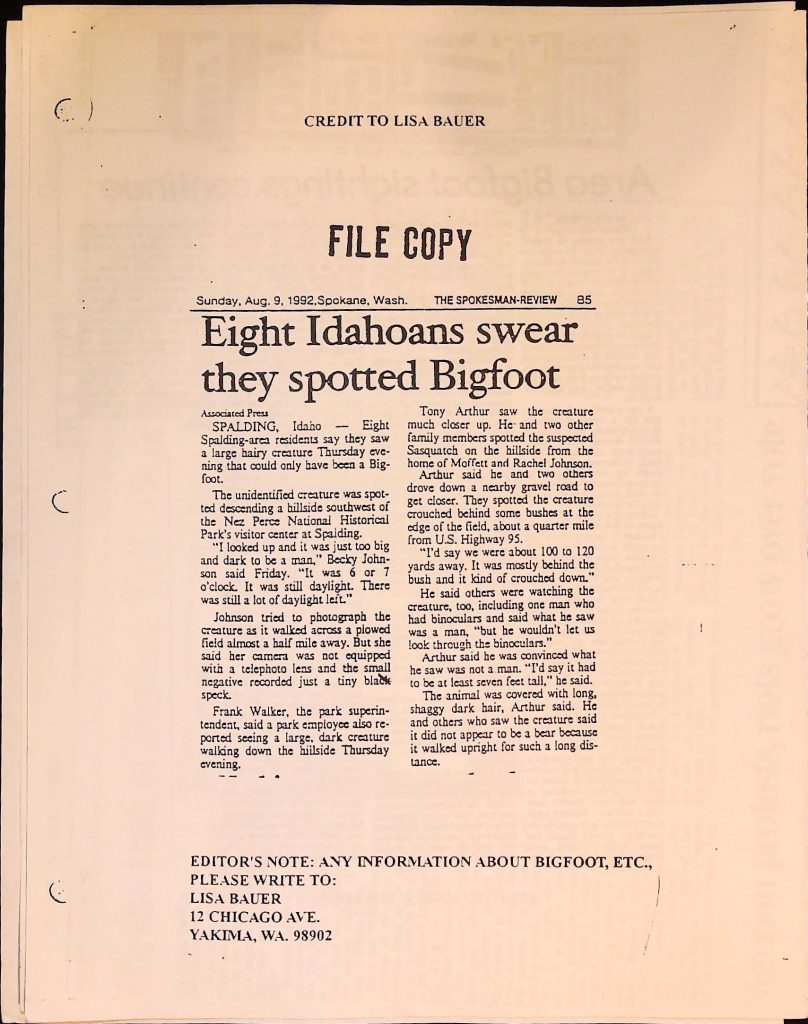 CREDIT TO LISA BAUER
FILE COPY
Sunday, Aug. 9, 1992,Spokane, Wash. THE SPOKESMAN-REVIEW B5
Eight Idahoans swear
they spotted Bigfoot
Associated Press
SPALDING, Idaho — Eight
Spalding-area residents say they saw
a large hairy creature Thursday eve-
ning that could only have been a Big-
foot.
The unidentified creature was spot-
ted descending a hillside southwest of
the Nez Perce National Historical
Park's visitor center at Spalding.
"I looked up and it was just too big
and dark to be a man," Becky John-
son said Friday. "It was 6 or 7
o'clock. It was still daylight. There
was still a lot of daylight left."
Johnson tried to photograph the
creature as it walked across a plowed
field almost a half mile away. But she
said her camera was not equipped
with a telephoto lens and the small
negative recorded just a tiny black
speck.
Frank Walker, the park superin-
tendent, said a park employee also re-
ported seeing a large, dark creature
walking down the hillside Thursday
evening.
Tony Arthur saw the creature
much closer up. He and two other
family members spotted the suspected
Sasquatch on the hillside from the
home of Moffett and Rachel Johnson.
Arthur said he and two others
drove down a nearby gravel road to
get closer. They spotted the creature
crouched behind some bushes at the
edge of the field, about a quarter mile
from U.S. Highway 95.
"I'd say we were about 100 to 120
yards away. It was mostly behind the
bush and it kind of crouched down."
He said others were watching the
creature, too, including one man who
had binoculars and said what he saw
was a man, "but he wouldn't let us
look through the binoculars."
Arthur said he was convinced what
he saw was not a man. "I'd say it had
to be at least seven feet tall," he said.
The animal was covered with long,
shaggy dark hair, Arthur said. He
and others who saw the creature said
it did not appear to be a bear because
it walked upright for such a long dis-
tance.
EDITOR'S NOTE: ANY INFORMATION ABOUT BIGFOOT, ETC.,
PLEASE WRITE TO:
LISA BAUER
12 CHICAGO AVE.
YAKIMA, WA. 98902